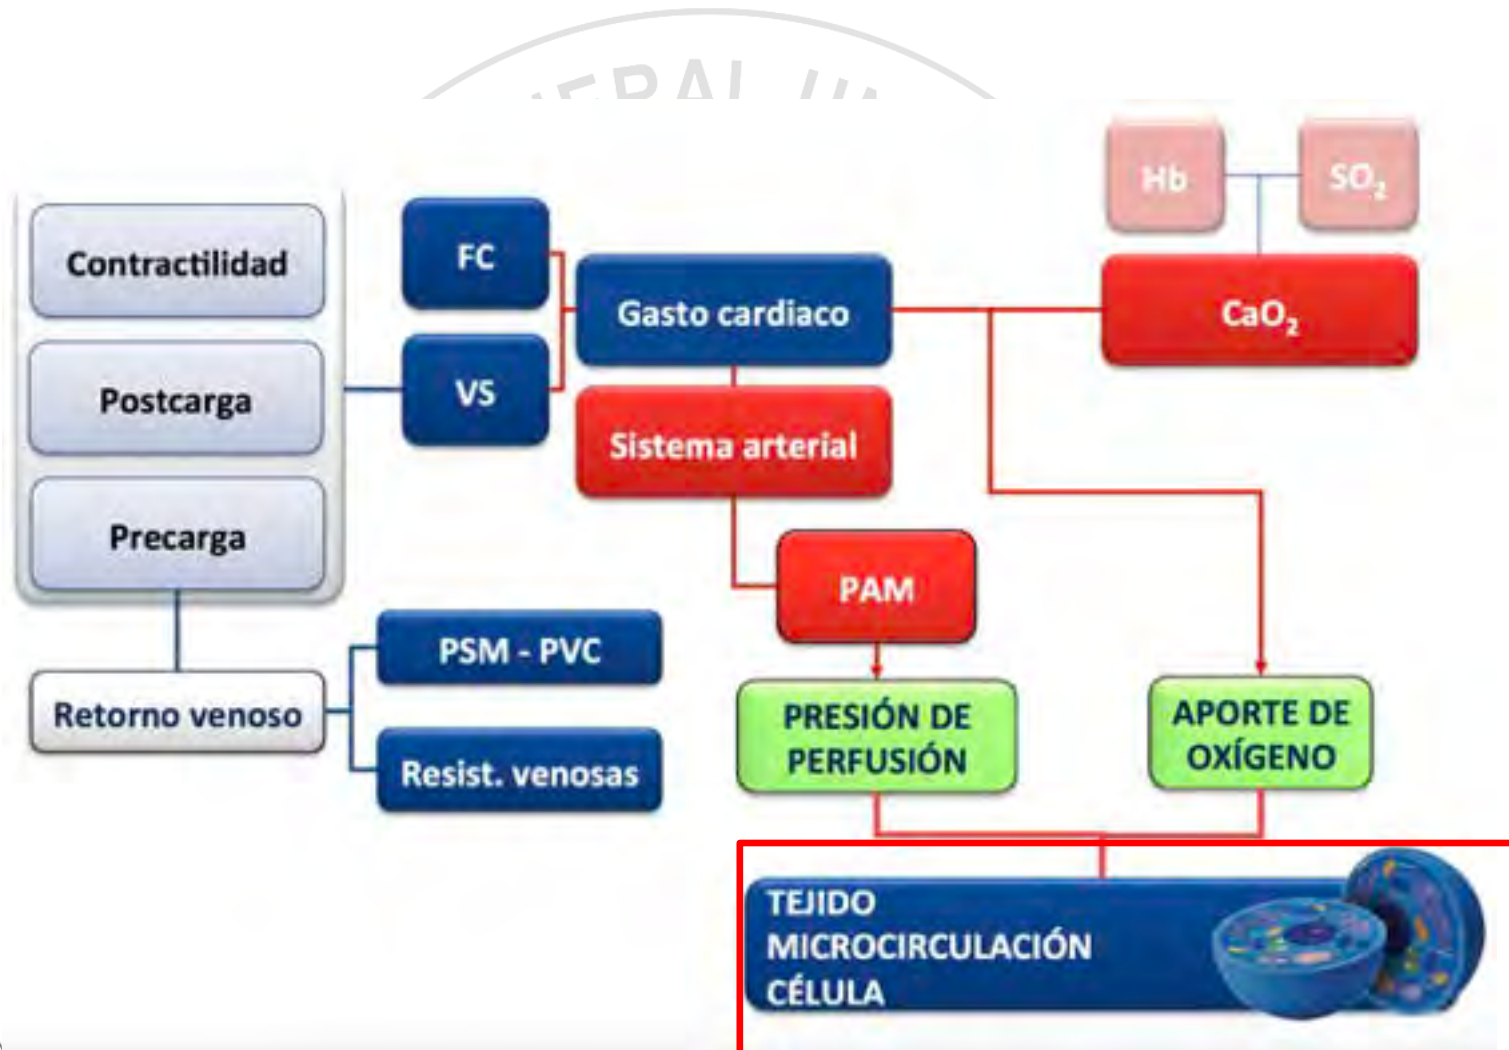 Hb
SO₂
Contractilidad
FC
Gasto cardiaco
CaO₂
Postcarga
VS
Sistema arterial
Precarga
PAM
PSM - PVC
Retorno venoso
Resist. venosas
PRESIÓN DE
PERFUSIÓN
APORTE DE
OXÍGENO
TEJIDO
MICROCIRCULACIÓN
CÉLULA